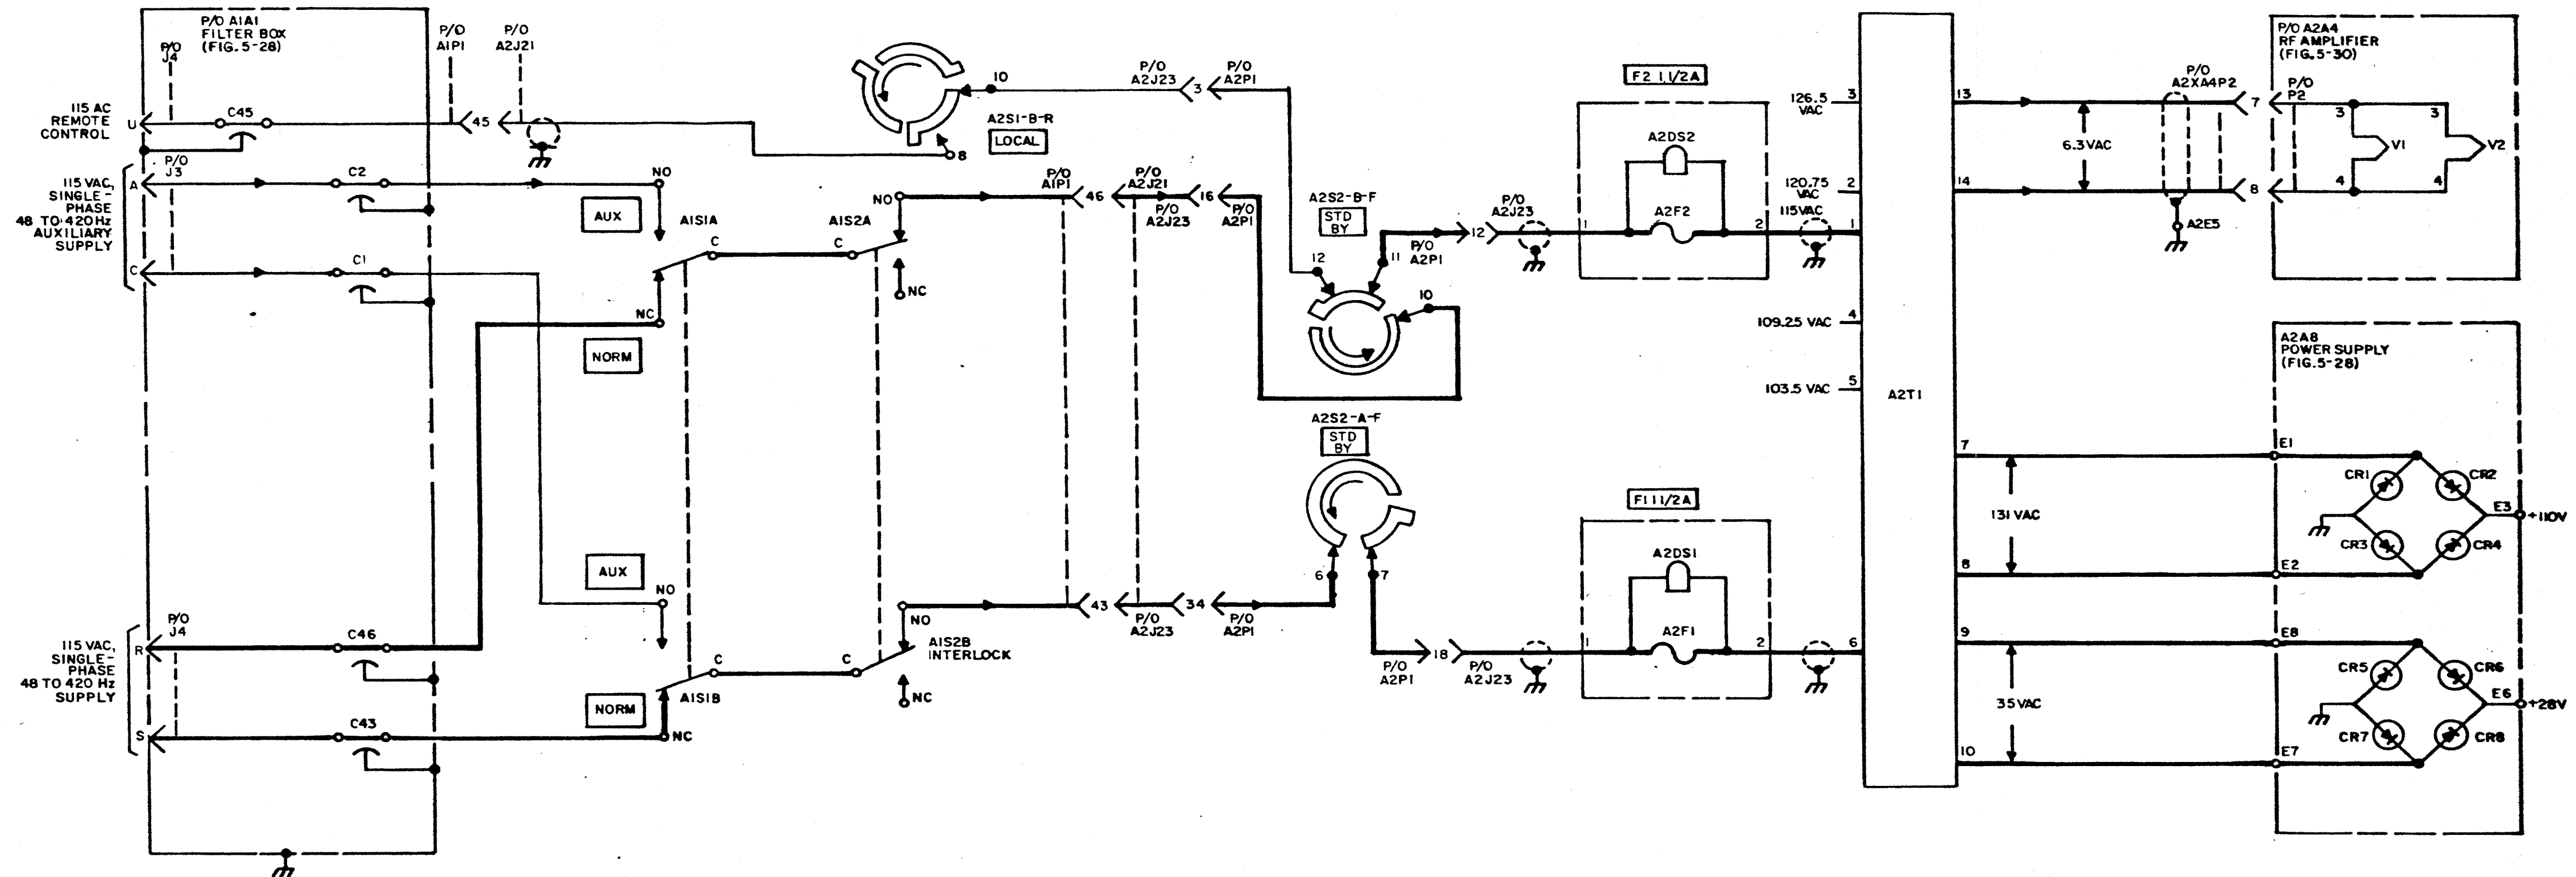 P/O A1A1
FILTER BOX
(FIG. 5-28)
P/O
J4
115 AC
REMOTE
CONTROL
U
C45
P/O
A1P1
P/O
A2J21
45
P/O
J3
115 VAC,
SINGLE-
PHASE
48 TO 420Hz
AUXILIARY
SUPPLY
A
C
C2
C1
NO
AUX
A1S1A
C
NC
NORM
A1S2A
C
NO
NC
A2S1-B-R
LOCAL
10
8
P/O
A2J23
3
P/O
A2P1
P/O
A1P1
46
P/O
A2J21
P/O
A2J23
16
P/O
A2P1
A2S2-B-F
STD
BY
12
11
10
P/O
A2P1
12
P/O
A2J23
F2 1 1/2A
A2DS2
A2F2
1
2
115VAC
126.5
VAC
3
120.75
VAC
2
1
109.25 VAC
4
103.5 VAC
5
A2T1
13
14
6.3VAC
P/O
A2XA4P2
7
8
A2E5
P/O A2A4
RF AMPLIFIER
(FIG. 5-30)
P/O
P2
3
3
V1
V2
4
4
A2A8
POWER SUPPLY
(FIG. 5-28)
7
131 VAC
8
E1
CR1
CR2
E3
+110V
CR3
CR4
E2
9
35VAC
10
E8
CR5
CR6
E6
+28V
CR7
CR8
E7
115 VAC,
SINGLE-
PHASE
48 TO 420 Hz
SUPPLY
P/O
J4
R
S
C46
C43
AUX
NO
C
A1S1B
NORM
NC
C
NO
A1S2B
INTERLOCK
NC
43
P/O
A2J23
34
P/O
A2P1
A2S2-A-F
STD
BY
6
7
P/O
A2P1
18
P/O
A2J23
F1 1 1/2A
A2DS1
A2F1
1
2
6